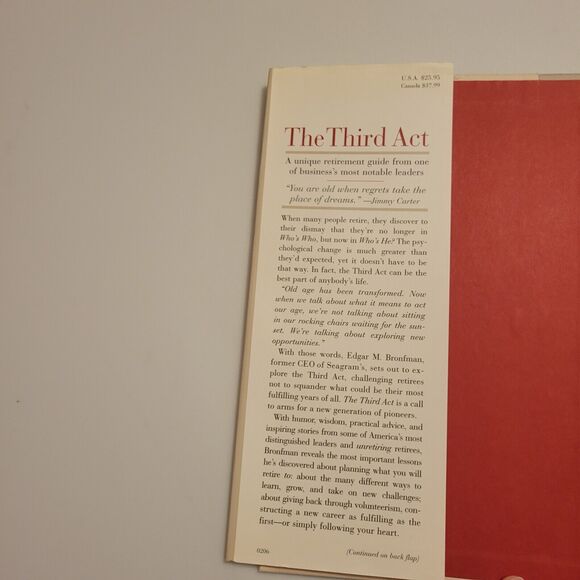 U.S.A. $25.95
Canada $37.99
The Third Act
A unique retirement guide from one
of business's most notable leaders
"You are old when regrets take the
place of dreams." —Jimmy Carter
When many people retire, they discover to
their dismay that they're no longer in
Who's Who, but now in Who's He? The psy-
chological change is much greater than
they'd expected, yet it doesn't have to be
that way. In fact, the Third Act can be the
best part of anybody's life.
"Old age has been transformed. Now
when we talk about what it means to act
our age, we're not talking about sitting
in our rocking chairs waiting for the sun-
set. We're talking about exploring new
opportunities."
With those words, Edgar M. Bronfman,
former CEO of Seagram's, sets out to ex-
plore the Third Act, challenging retirees
not to squander what could be their most
fulfilling years of all. The Third Act is a call
to arms for a new generation of pioneers.
With humor, wisdom, practical advice, and
inspiring stories from some of America's most
distinguished leaders and unretiring retirees,
Bronfman reveals the most important lessons
he's discovered about planning what you will
retire to: about the many different ways to
learn, grow, and take on new challenges;
about giving back through volunteerism, con-
structing a new career as fulfilling as the
first—or simply following your heart.
0206
(Continued on back flap)